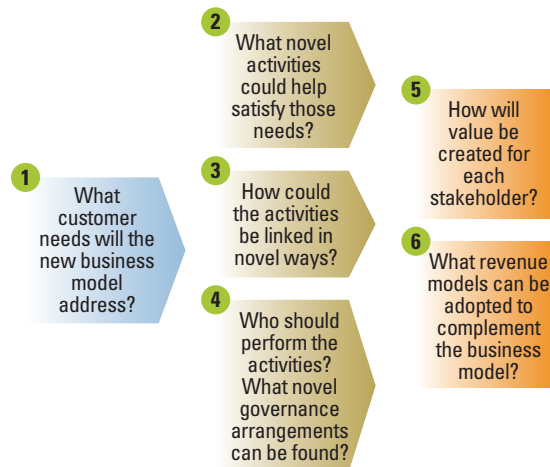 1
What
customer
needs will the
new business
model
address?
2
What novel
activities
could help
satisfy those
needs?
3
How could
the activities
be linked in
novel ways?
4
Who should
perform the
activities?
What novel
governance
arrangements
can be found?
5
How will
value be
created for
each
stakeholder?
6
What revenue
models can be
adopted to
complement
the business
model?